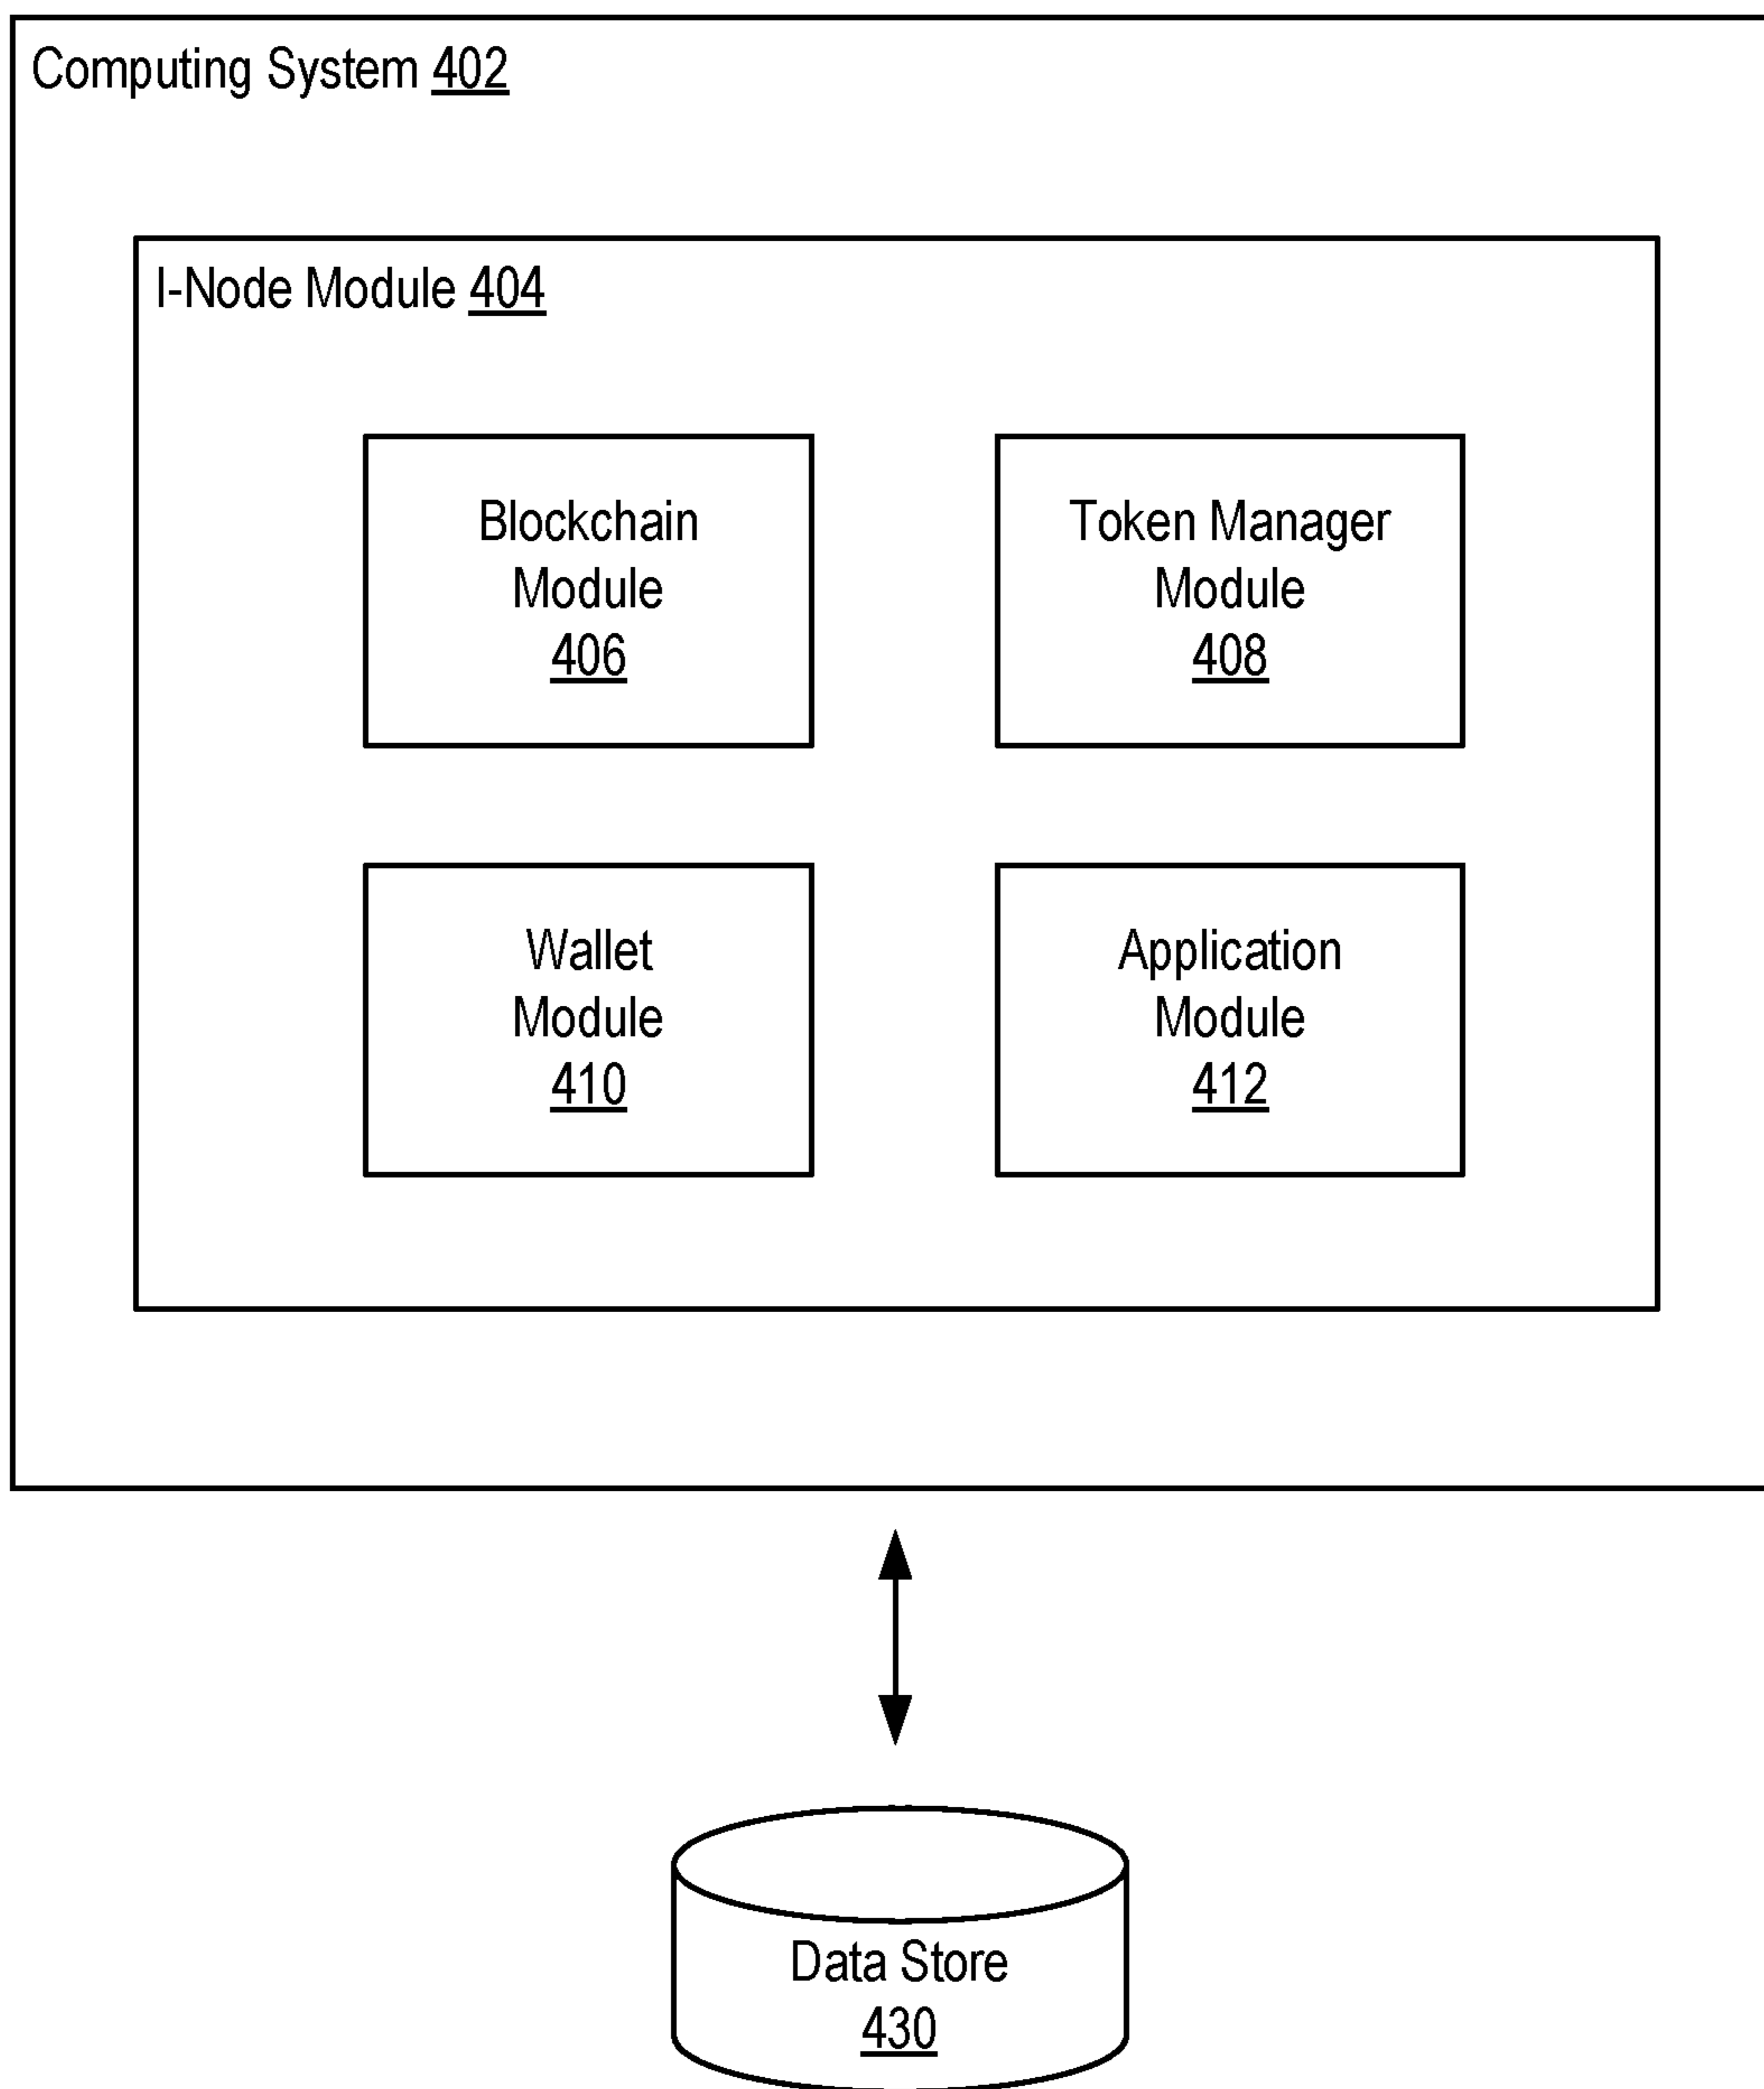 Computing System 402
I-Node Module 404
Blockchain
Module
406
Token Manager
Module
408
Wallet
Module
410
Application
Module
412
Data Store
430